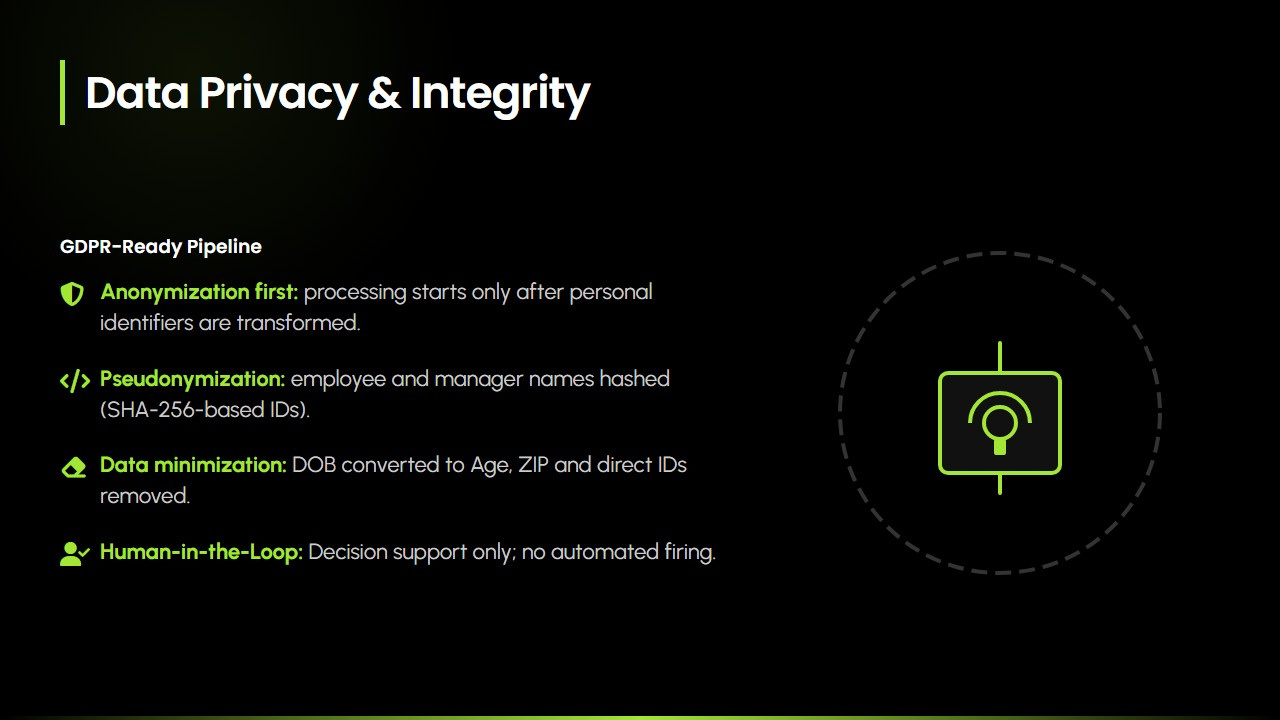 Data Privacy & Integrity
GDPR-Ready Pipeline
Anonymization first: processing starts only after personal
identifiers are transformed.
Pseudonymization: employee and manager names hashed
(SHA-256-based IDs).
Data minimization: DOB converted to Age, ZIP and direct IDs
removed.
Human-in-the-Loop: Decision support only; no automated firing.